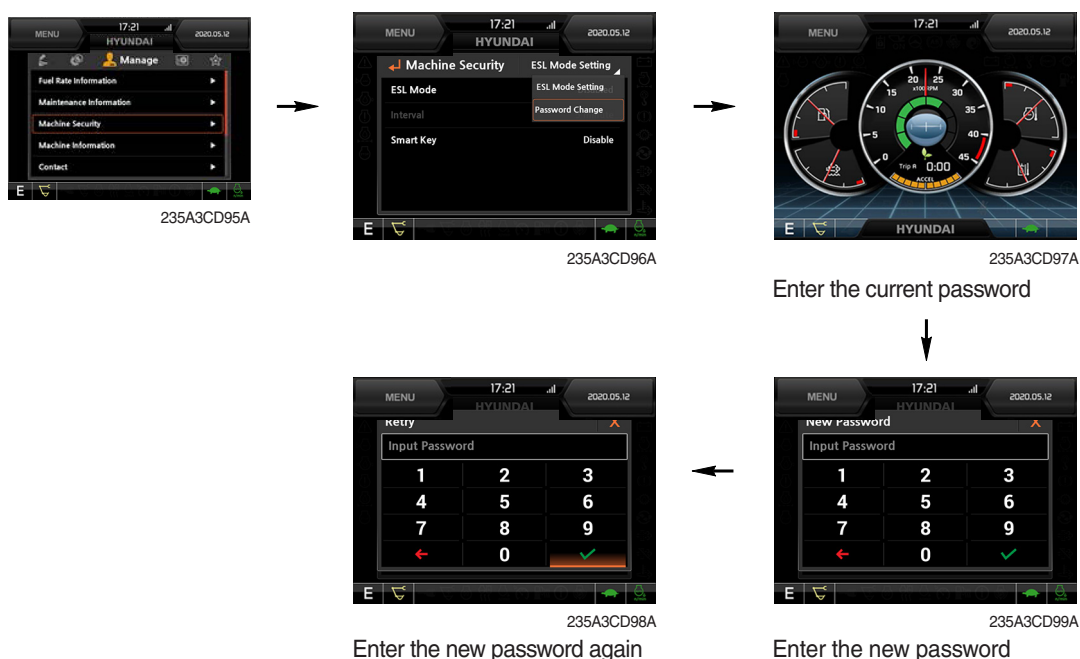 17:21
MENU
2020.05.12
HYUNDAI
Manage
Fuel Rate Information
Maintenance Information
Machine Security
Machine Information
Contact
E
235A3CD95A
17:21
MENU
2020.05.12
HYUNDAI
Machine Security ESL Mode Setting
ESL Mode
ESL Mode Setting
Interval
Password Change
Smart Key Disable
E
235A3CD96A
17:21
MENU
2020.05.12
20 25
15 x100 RPM 30
10 35
5 40
0 45
Trip A 0:00
ACCEL
E HYUNDAI
235A3CD97A
Enter the current password
17:21
MENU
2020.05.12
HYUNDAI
Retry X
Input Password
1 2 3
4 5 6
7 8 9
0
E
235A3CD98A
Enter the new password again
17:21
MENU
2020.05.12
HYUNDAI
New Password X
Input Password
1 2 3
4 5 6
7 8 9
0
E
235A3CD99A
Enter the new password